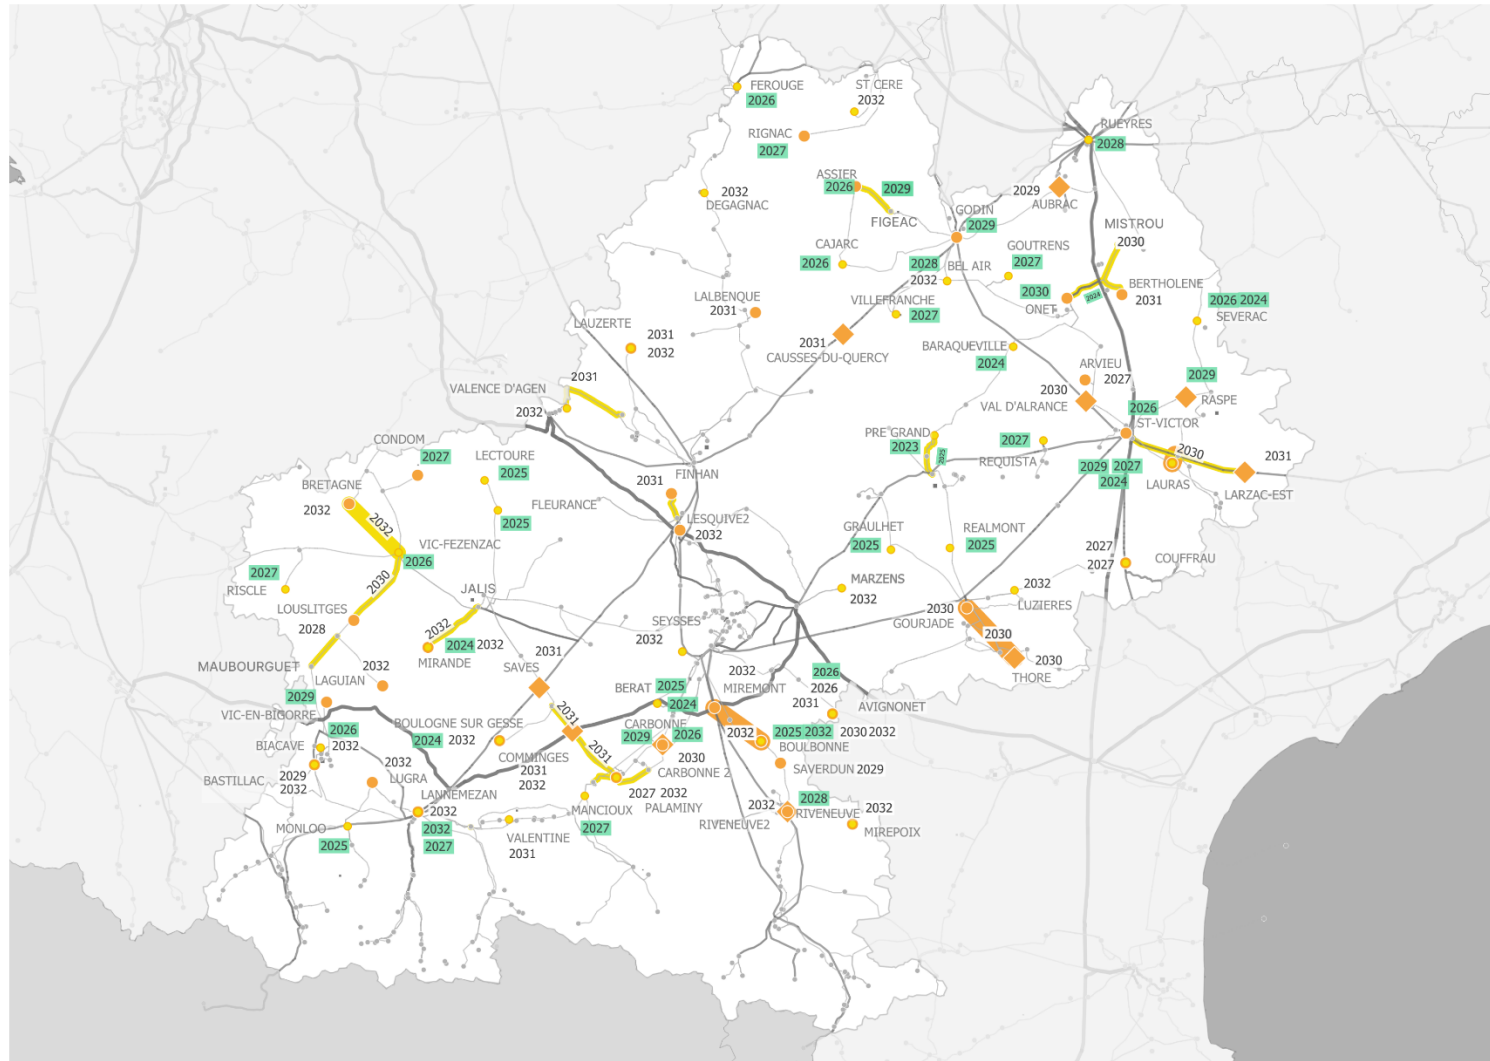 FEROUGE
2026
ST CERE
2032
RIGNAC
2027
RUEYRES
2028
2032
DEGAGNAC
ASSIER
2026
2029
FIGEAC
2029
AUBRAC
GODIN
2029
MISTROU
2030
CAJARC
2026
2028
BEL AIR
2032
GOUTRENS
2027
2030
ONET
2024
BERTHOLENE
2031
2026 2024
SEVERAC
VILLEFRANCHE
2027
LALBENQUE
2031
LAUZERTE
2031
2032
2031
CAUSSES-DU-QUERCY
BARAQUEVILLE
2024
ARVIEU
2027
2030
VAL D'ALRANCE
2029
RASPE
2026
ST-VICTOR
VALENCE D'AGEN
2031
2032
PRE GRAND
2023
2025
2027
REQUISTA
2029
2027
2024
2030
LAURAS
2031
LARZAC-EST
CONDOM
2027
LECTOURE
2025
FINHAN
2031
BRETAGNE
2032
2032
FLEURANCE
2025
LESQUIVE2
2032
VIC-FEZENZAC
2026
GRAULHET
2025
REALMONT
2025
2027
2027
COUFFRAU
2027
RISCLE
2030
LOUSLITGES
2028
JALIS
2032
2024 2032
MIRANDE
MARZENS
2032
2032
LUZIERES
2030
GOURJADE
2030
2030
THORE
SEYSSES
2032
MAUBOURGUET
2032
LAGUIAN
SAVES
2031
2029
VIC-EN-BIGORRE
BERAT
2025
2024
2032
MIREMONT
2026
2026
2031
AVIGNONET
BOULOGNE SUR GESSE
2024
2032
2031
COMMINGES
2031
2032
2031
CARBONNE
2029
2026
2030
CARBONNE 2
2032
2025 2032 2030 2032
BOULBONNE
SAVERDUN 2029
2026
BIACAVE
2032
BASTILLAC
2029
2032
2032
LUGRA
LANNEMEZAN
2032
2032
2027
MONLOO
2025
VALENTINE
2031
MANCIOUX
2027
2027 2032
PALAMINY
2032
2028
RIVENEUVE
RIVENEUVE2
2032
MIREPOIX